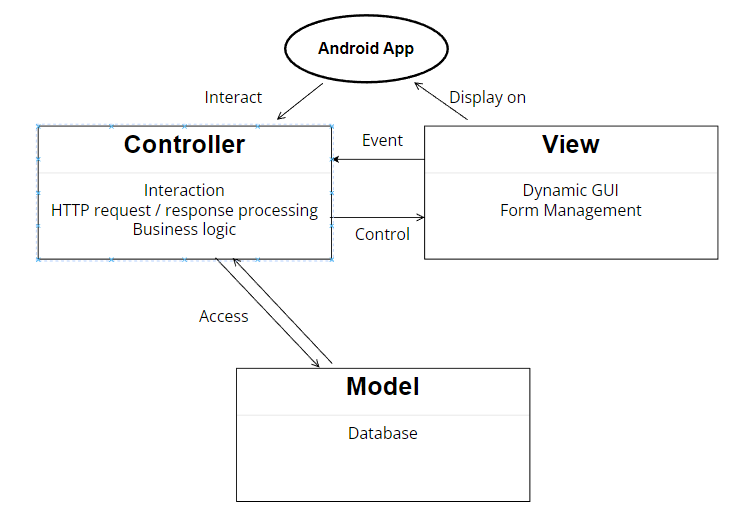 Android App
Interact
Display on
Controller
Event
View
Interaction
HTTP request / response processing
Business logic
Dynamic GUI
Form Management
Control
Access
Model
Database